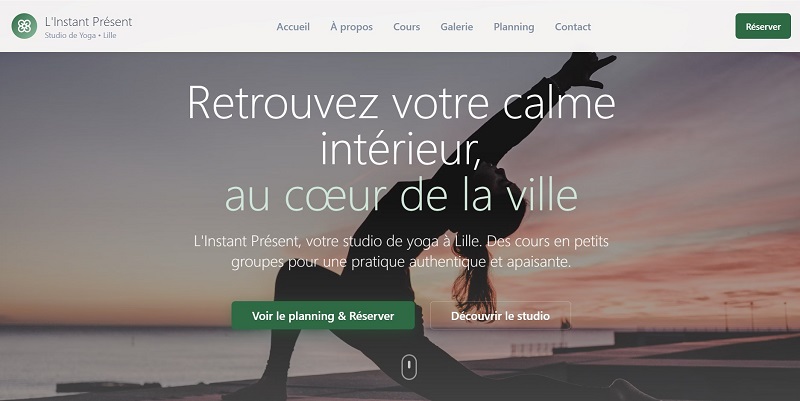 L'Instant Présent
Studio de Yoga • Lille
Accueil À propos Cours Galerie Planning Contact
Réserver
Retrouvez votre calme
intérieur,
au cœur de la ville
L'Instant Présent, votre studio de yoga à Lille. Des cours en petits
groupes pour une pratique authentique et apaisante.
Voir le planning & Réserver
Découvrir le studio